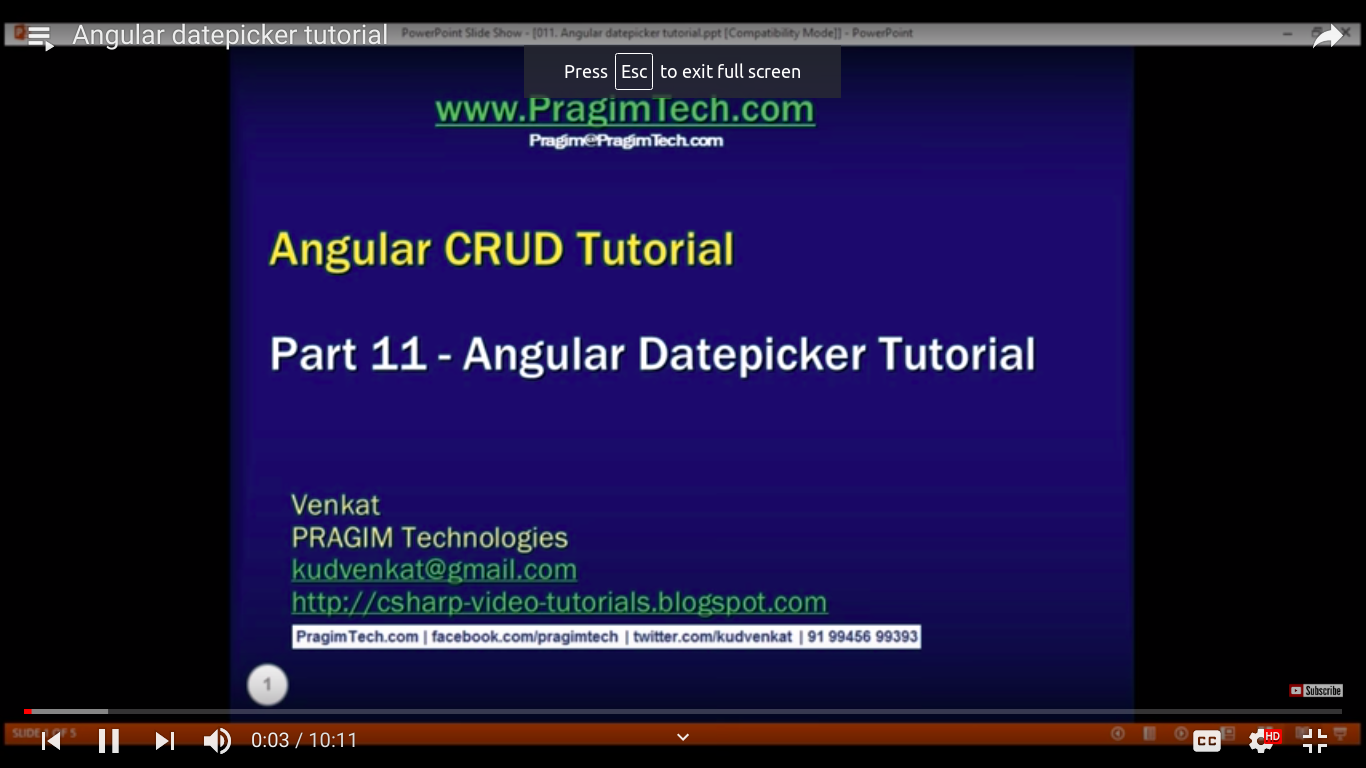 Angular datepicker tutorial
PowerPoint Slide Show - [011. Angular datepicker tutorial.ppt [Compatibility Mode]] - PowerPoint
Press Esc to exit full screen
www.PragimTech.com
Pragim@PragimTech.com
Angular CRUD Tutorial
Part 11 - Angular Datepicker Tutorial
Venkat
PRAGIM Technologies
kudvenkat@gmail.com
http://csharp-video-tutorials.blogspot.com
PragimTech.com | facebook.com/pragimtech | twitter.com/kudvenkat | 91 99456 99393
1
Subscribe
SLIDE OF 5
0:03 / 10:11
CC
HD